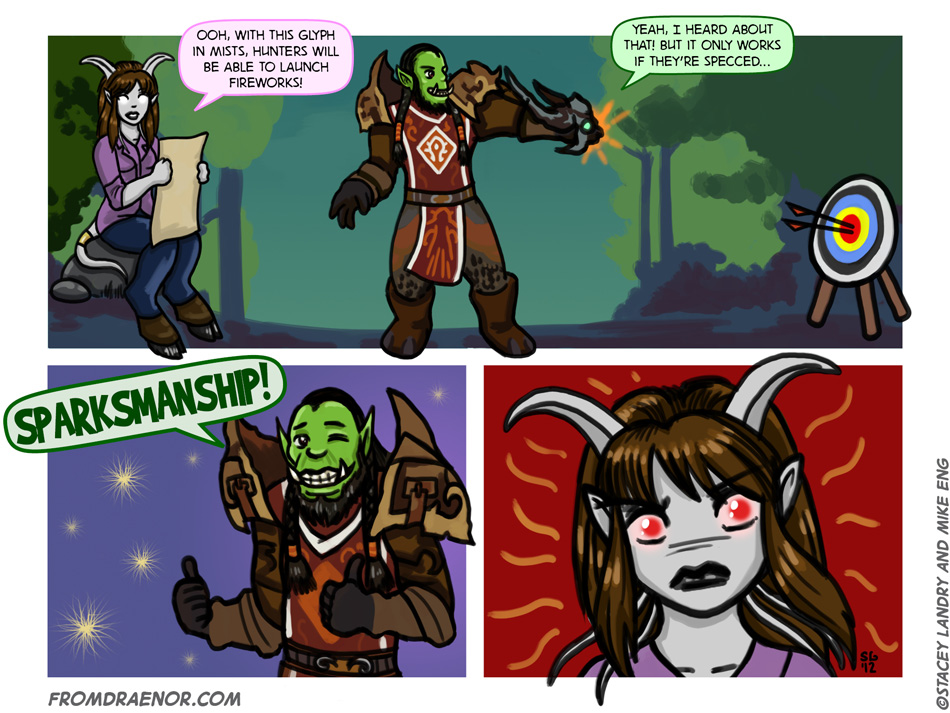 OOH, WITH THIS GLYPH
IN MISTS, HUNTERS WILL
BE ABLE TO LAUNCH
FIREWORKS!
YEAH, I HEARD ABOUT
THAT! BUT IT ONLY WORKS
IF THEY'RE SPECCED...
SPARKSMANSHIP!
SG
'12
FROMDRAENOR.COM
©STACEY LANDRY AND MIKE ENG